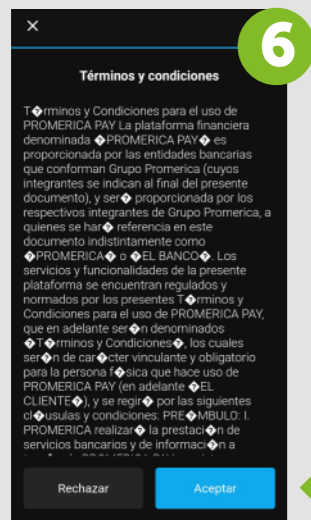 6
Términos y condiciones
T�rminos y Condiciones para el uso de
PROMERICA PAY La plataforma financiera
denominada �PROMERICA PAY� es
proporcionada por las entidades bancarias
que conforman Grupo Promerica (cuyos
integrantes se indican al final del presente
documento), y ser� proporcionada por los
respectivos integrantes de Grupo Promerica, a
quienes se har� referencia en este
documento indistintamente como
�PROMERICA� o �EL BANCO�. Los
servicios y funcionalidades de la presente
plataforma se encuentran regulados y
normados por los presentes T�rminos y
Condiciones para el uso de PROMERICA PAY,
que en adelante ser�n denominados
�T�rminos y Condiciones�, los cuales
ser�n de car�cter vinculante y obligatorio
para la persona f�sica que hace uso de
PROMERICA PAY (en adelante �EL
CLIENTE�), y se regir� por las siguientes
cl�usulas y condiciones: PRE�MBULO: I.
PROMERICA realizar� la prestaci�n de
servicios bancarios y de informaci�n a
Rechazar
Aceptar